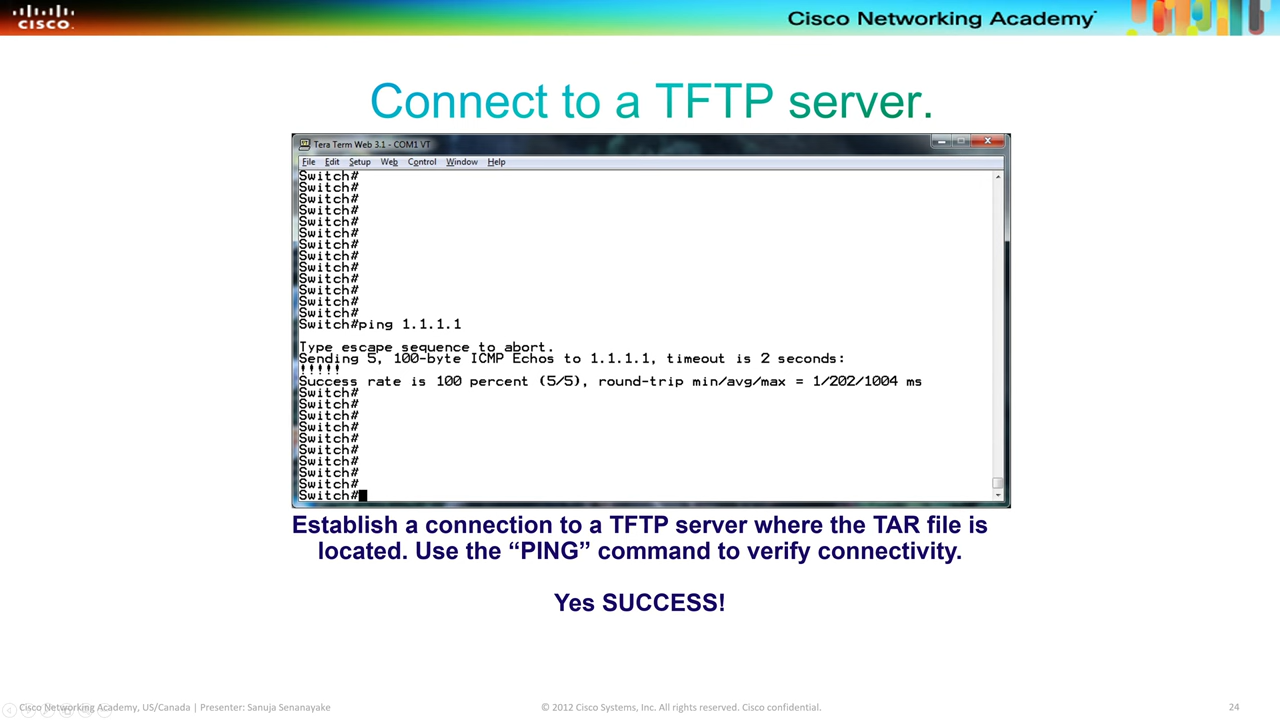 CISCO.
Cisco Networking Academy
Connect to a TFTP server.
Tera Term Web 3.1 - COM1 VT
File Edit Setup Web Control Window Help
Switch#
Switch#
Switch#
Switch#
Switch#
Switch#
Switch#
Switch#
Switch#
Switch#
Switch#
Switch#
Switch#
Switch#ping 1.1.1.1
Type escape sequence to abort.
Sending 5, 100-byte ICMP Echos to 1.1.1.1, timeout is 2 seconds:
!!!!!
Success rate is 100 percent (5/5), round-trip min/avg/max = 1/202/1004 ms
Switch#
Switch#
Switch#
Switch#
Switch#
Switch#
Switch#
Switch#
Switch#
Switch#
Establish a connection to a TFTP server where the TAR file is
located. Use the “PING” command to verify connectivity.
Yes SUCCESS!
Cisco Networking Academy, US/Canada | Presenter: Sanuja Senanayake
© 2012 Cisco Systems, Inc. All rights reserved. Cisco confidential.
24